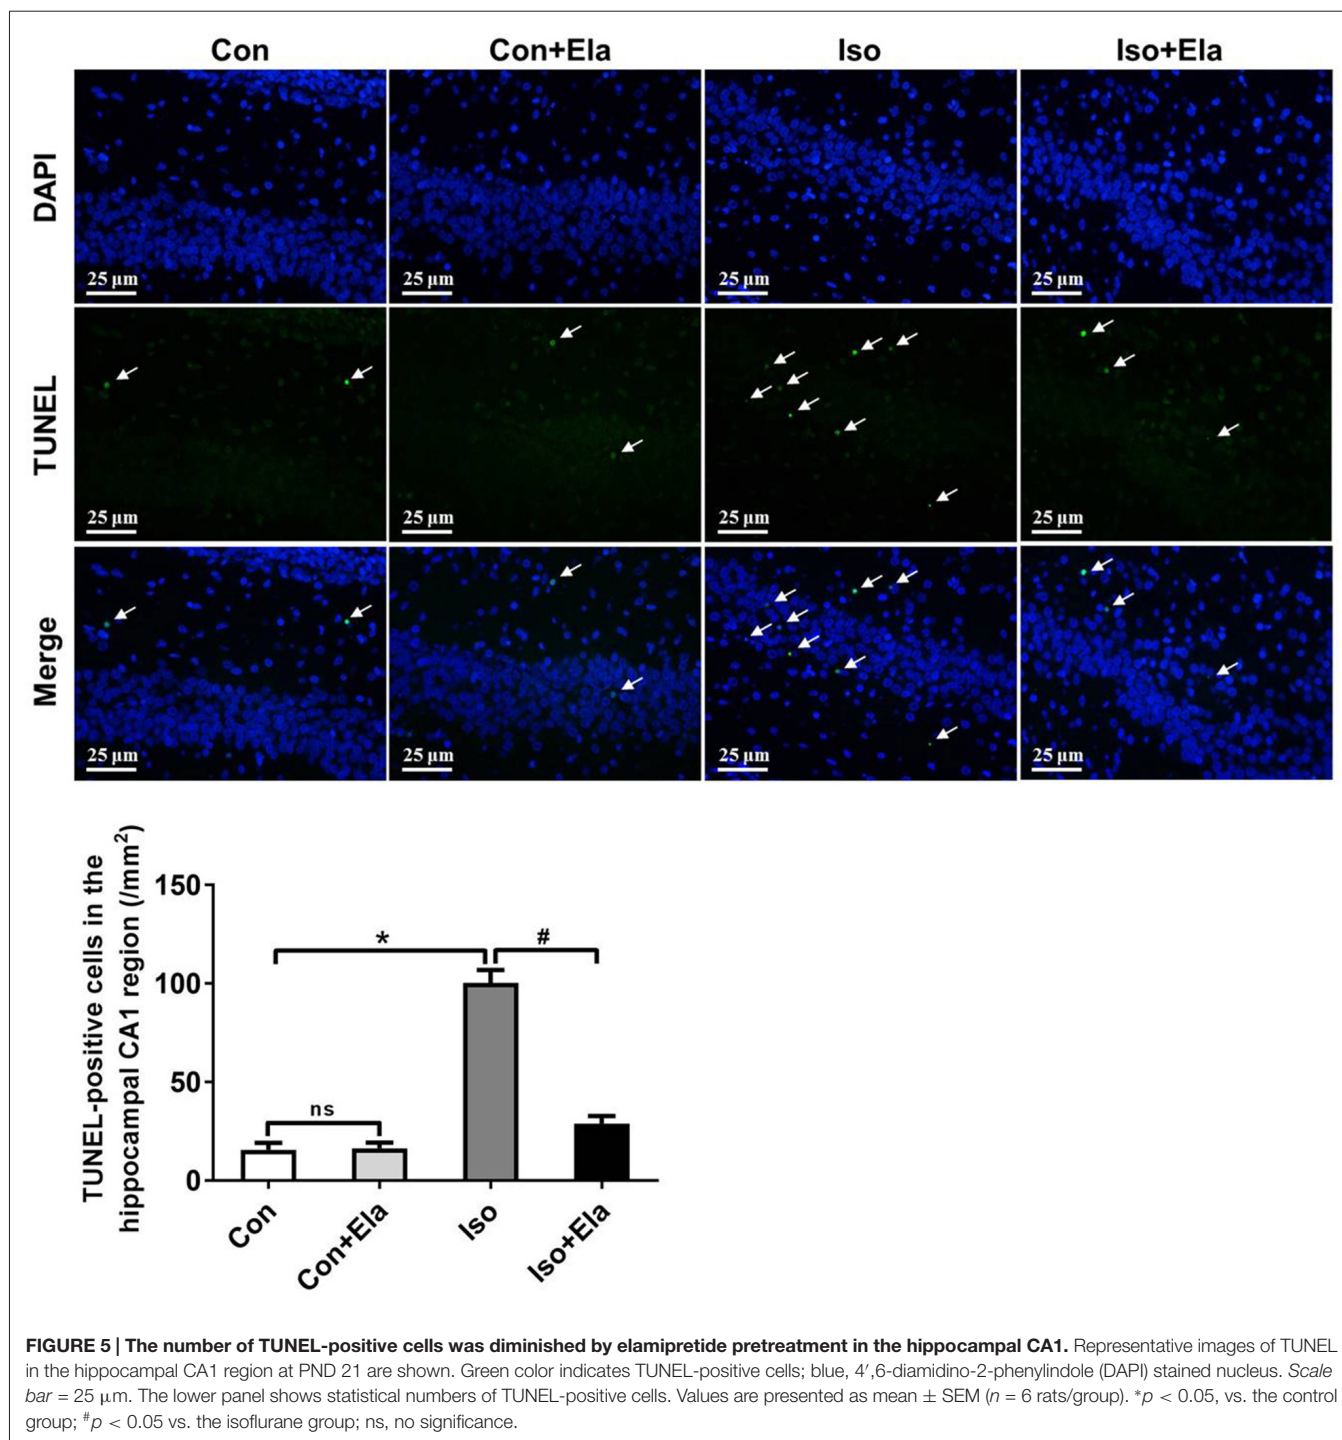 Con Con+Ela Iso Iso+Ela
DAPI
25 µm 25 µm 25 µm 25 µm
TUNEL
25 µm 25 µm 25 µm 25 µm
Merge
25 µm 25 µm 25 µm 25 µm
TUNEL-positive cells in the
hippocampal CA1 region (/mm²)
150
100
50
0
* #
ns
Con Con+Ela Iso Iso+Ela
FIGURE 5 | The number of TUNEL-positive cells was diminished by elamipretide pretreatment in the hippocampal CA1. Representative images of TUNEL
in the hippocampal CA1 region at PND 21 are shown. Green color indicates TUNEL-positive cells; blue, 4′,6-diamidino-2-phenylindole (DAPI) stained nucleus. Scale
bar = 25 µm. The lower panel shows statistical numbers of TUNEL-positive cells. Values are presented as mean ± SEM (n = 6 rats/group). *p < 0.05, vs. the control
group; #p < 0.05 vs. the isoflurane group; ns, no significance.